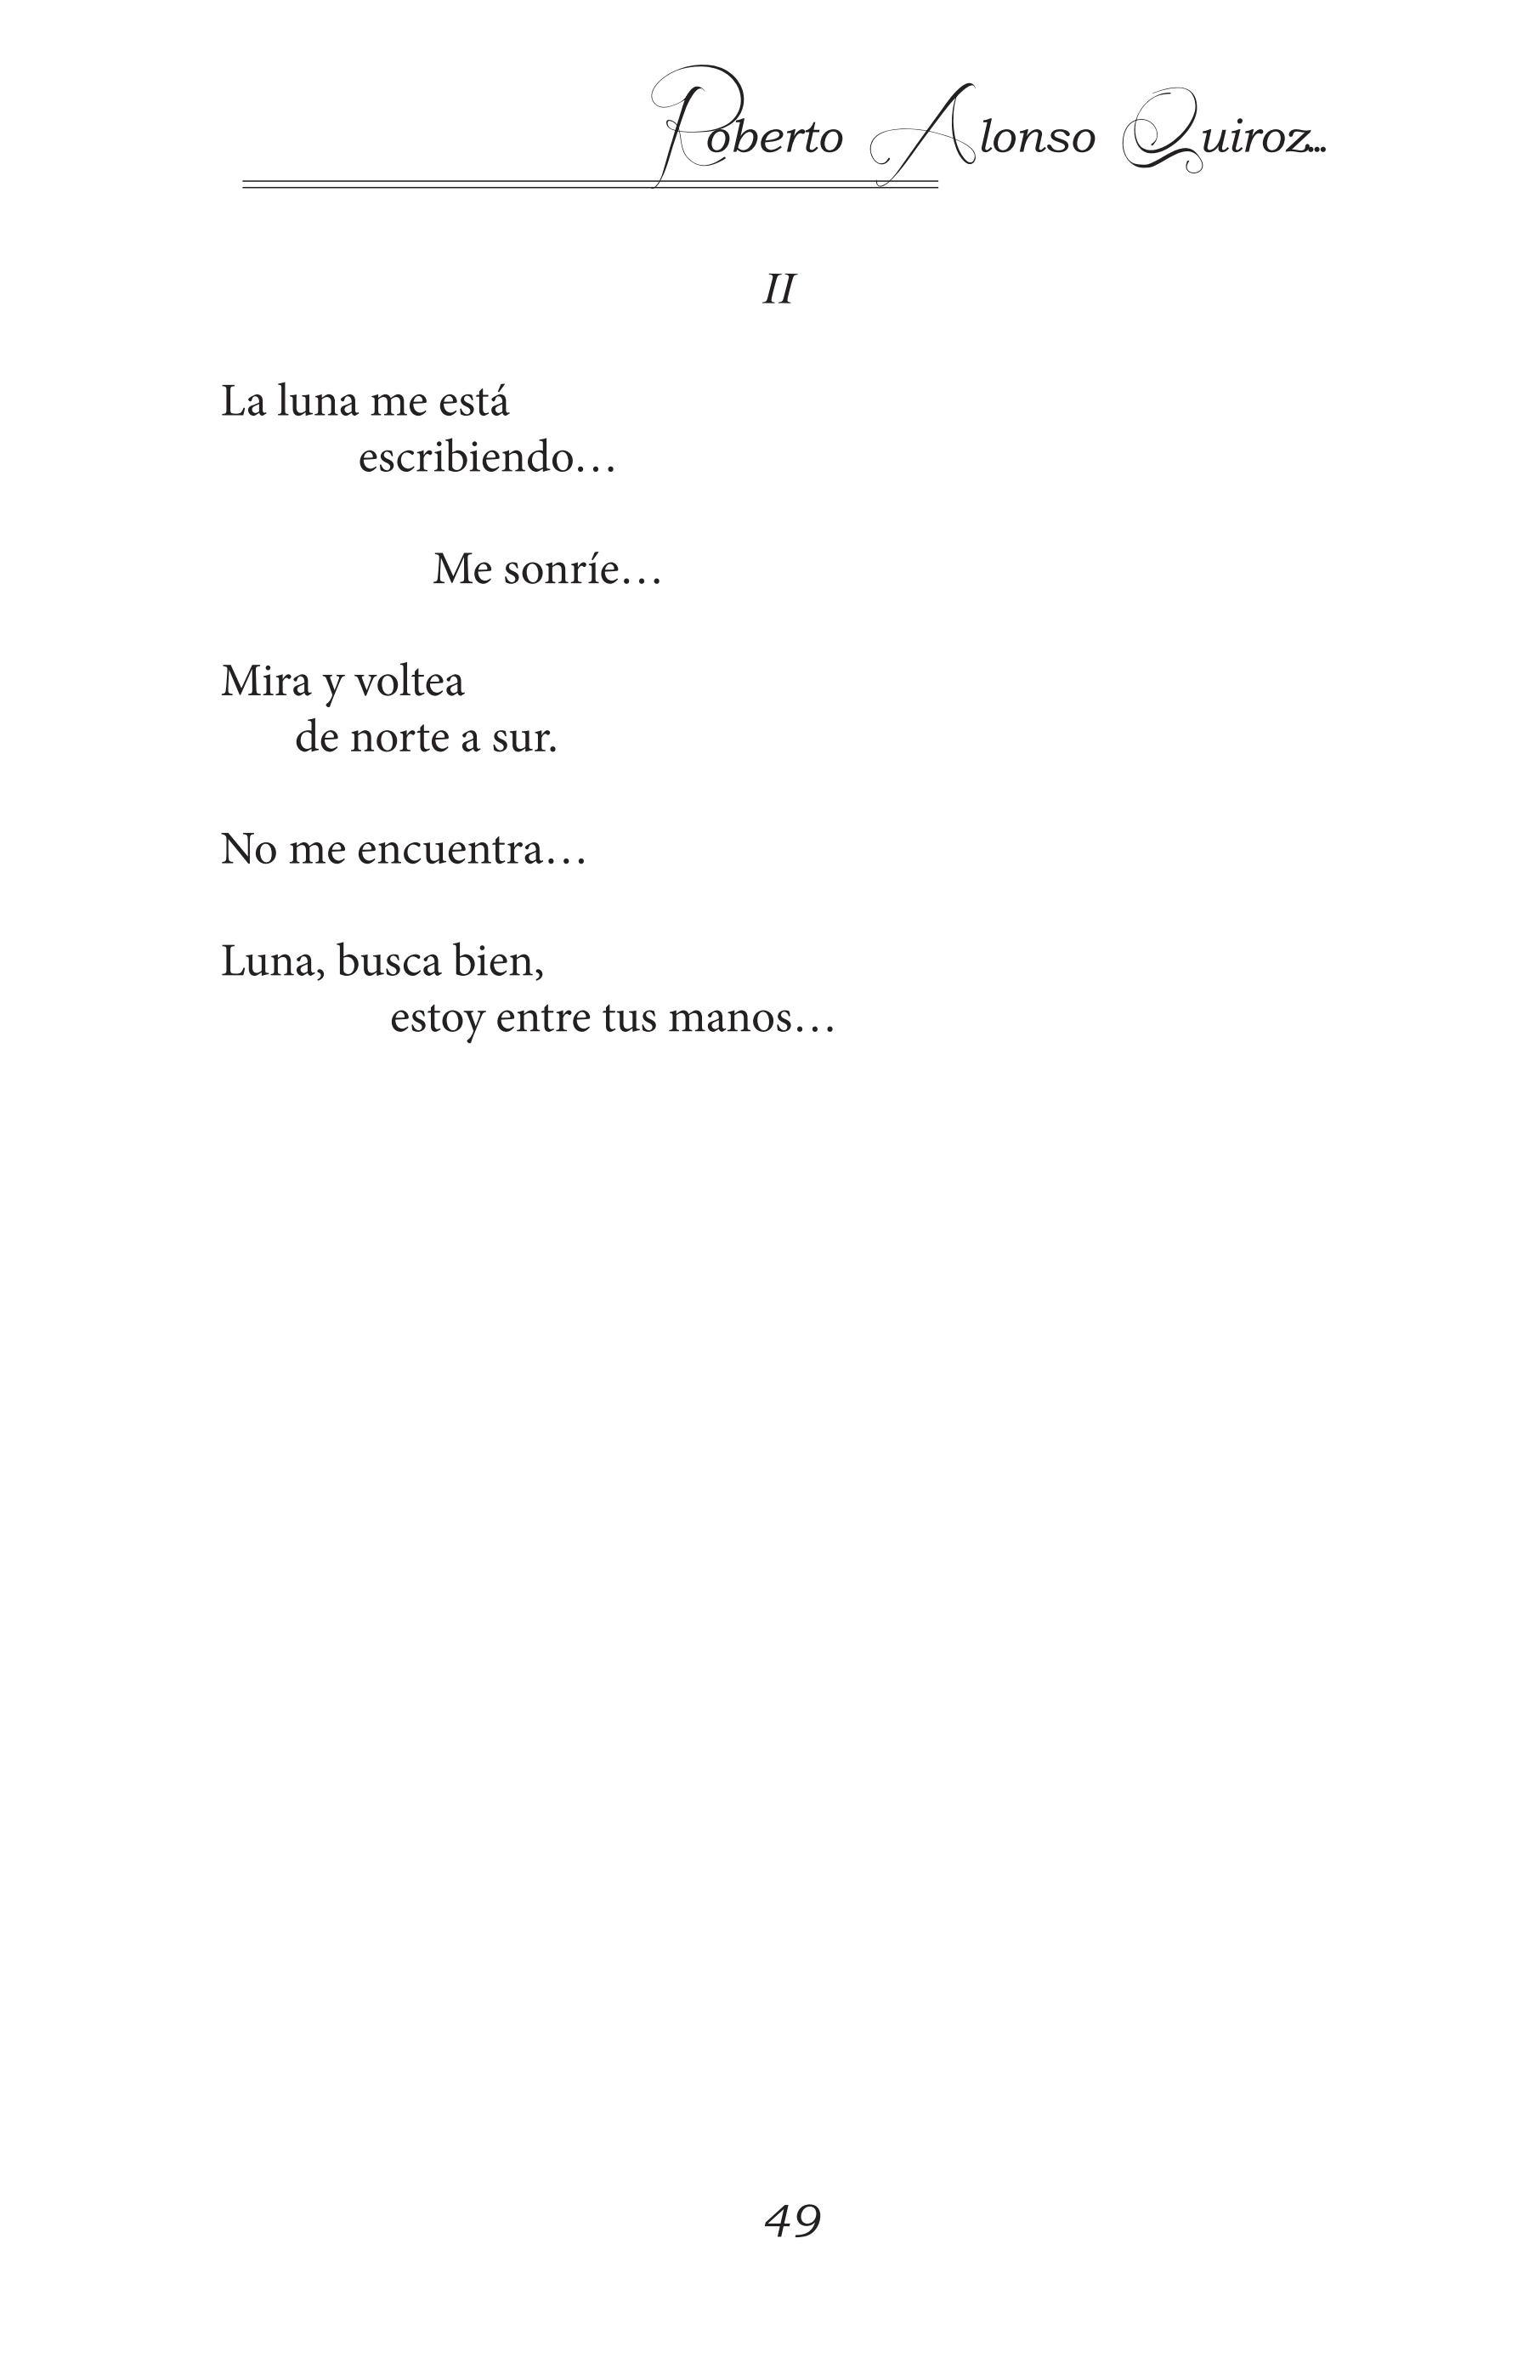 Roberto Alonso Quiroz...
II
La luna me está
escribiendo…
Me sonríe…
Mira y voltea
de norte a sur.
No me encuentra…
Luna, busca bien,
estoy entre tus manos…
49